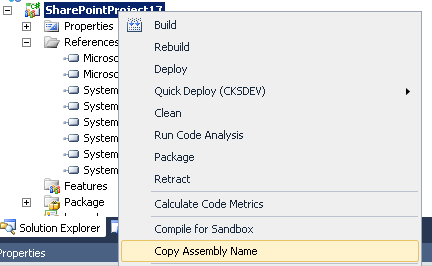 SharePointProject17
Properties
References
Microsc
Microsc
System
System
System
System
System
Features
Package
Build
Rebuild
Deploy
Quick Deploy (CKSDEV)
Clean
Run Code Analysis
Package
Retract
Calculate Code Metrics
Compile for Sandbox
Copy Assembly Name
Solution Explorer
Properties